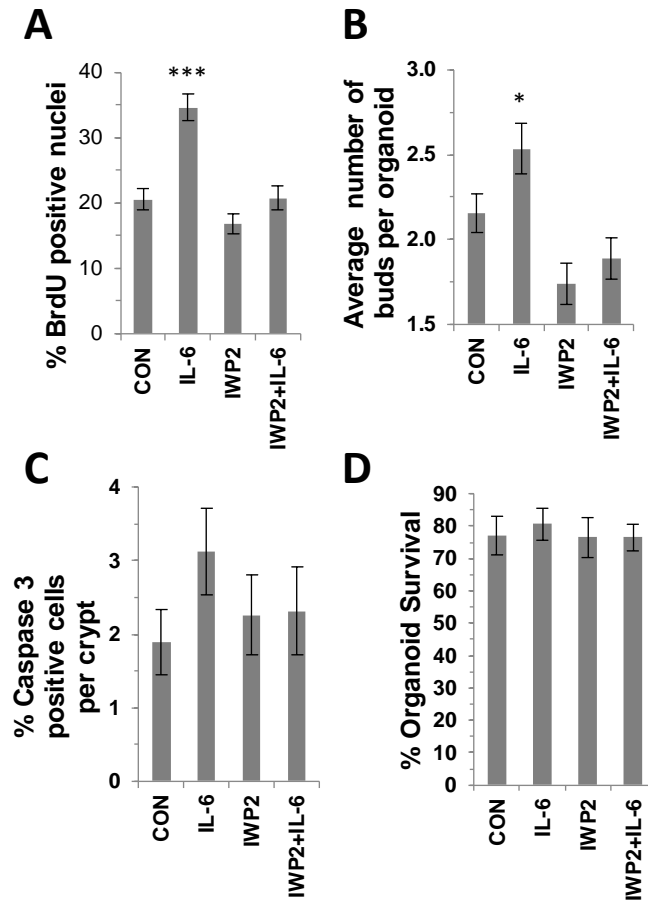 A
% BrdU positive nuclei
40
30
20
10
0
***
CON
IL-6
IWP2
IWP2+IL-6
B
Average number of
buds per organoid
3.0
2.5
2.0
1.5
*
CON
IL-6
IWP2
IWP2+IL-6
C
% Caspase 3
positive cells
per crypt
4
3
2
1
0
CON
IL-6
IWP2
IWP2+IL-6
D
% Organoid Survival
90
80
70
60
50
40
30
20
10
0
CON
IL-6
IWP2
IWP2+IL-6